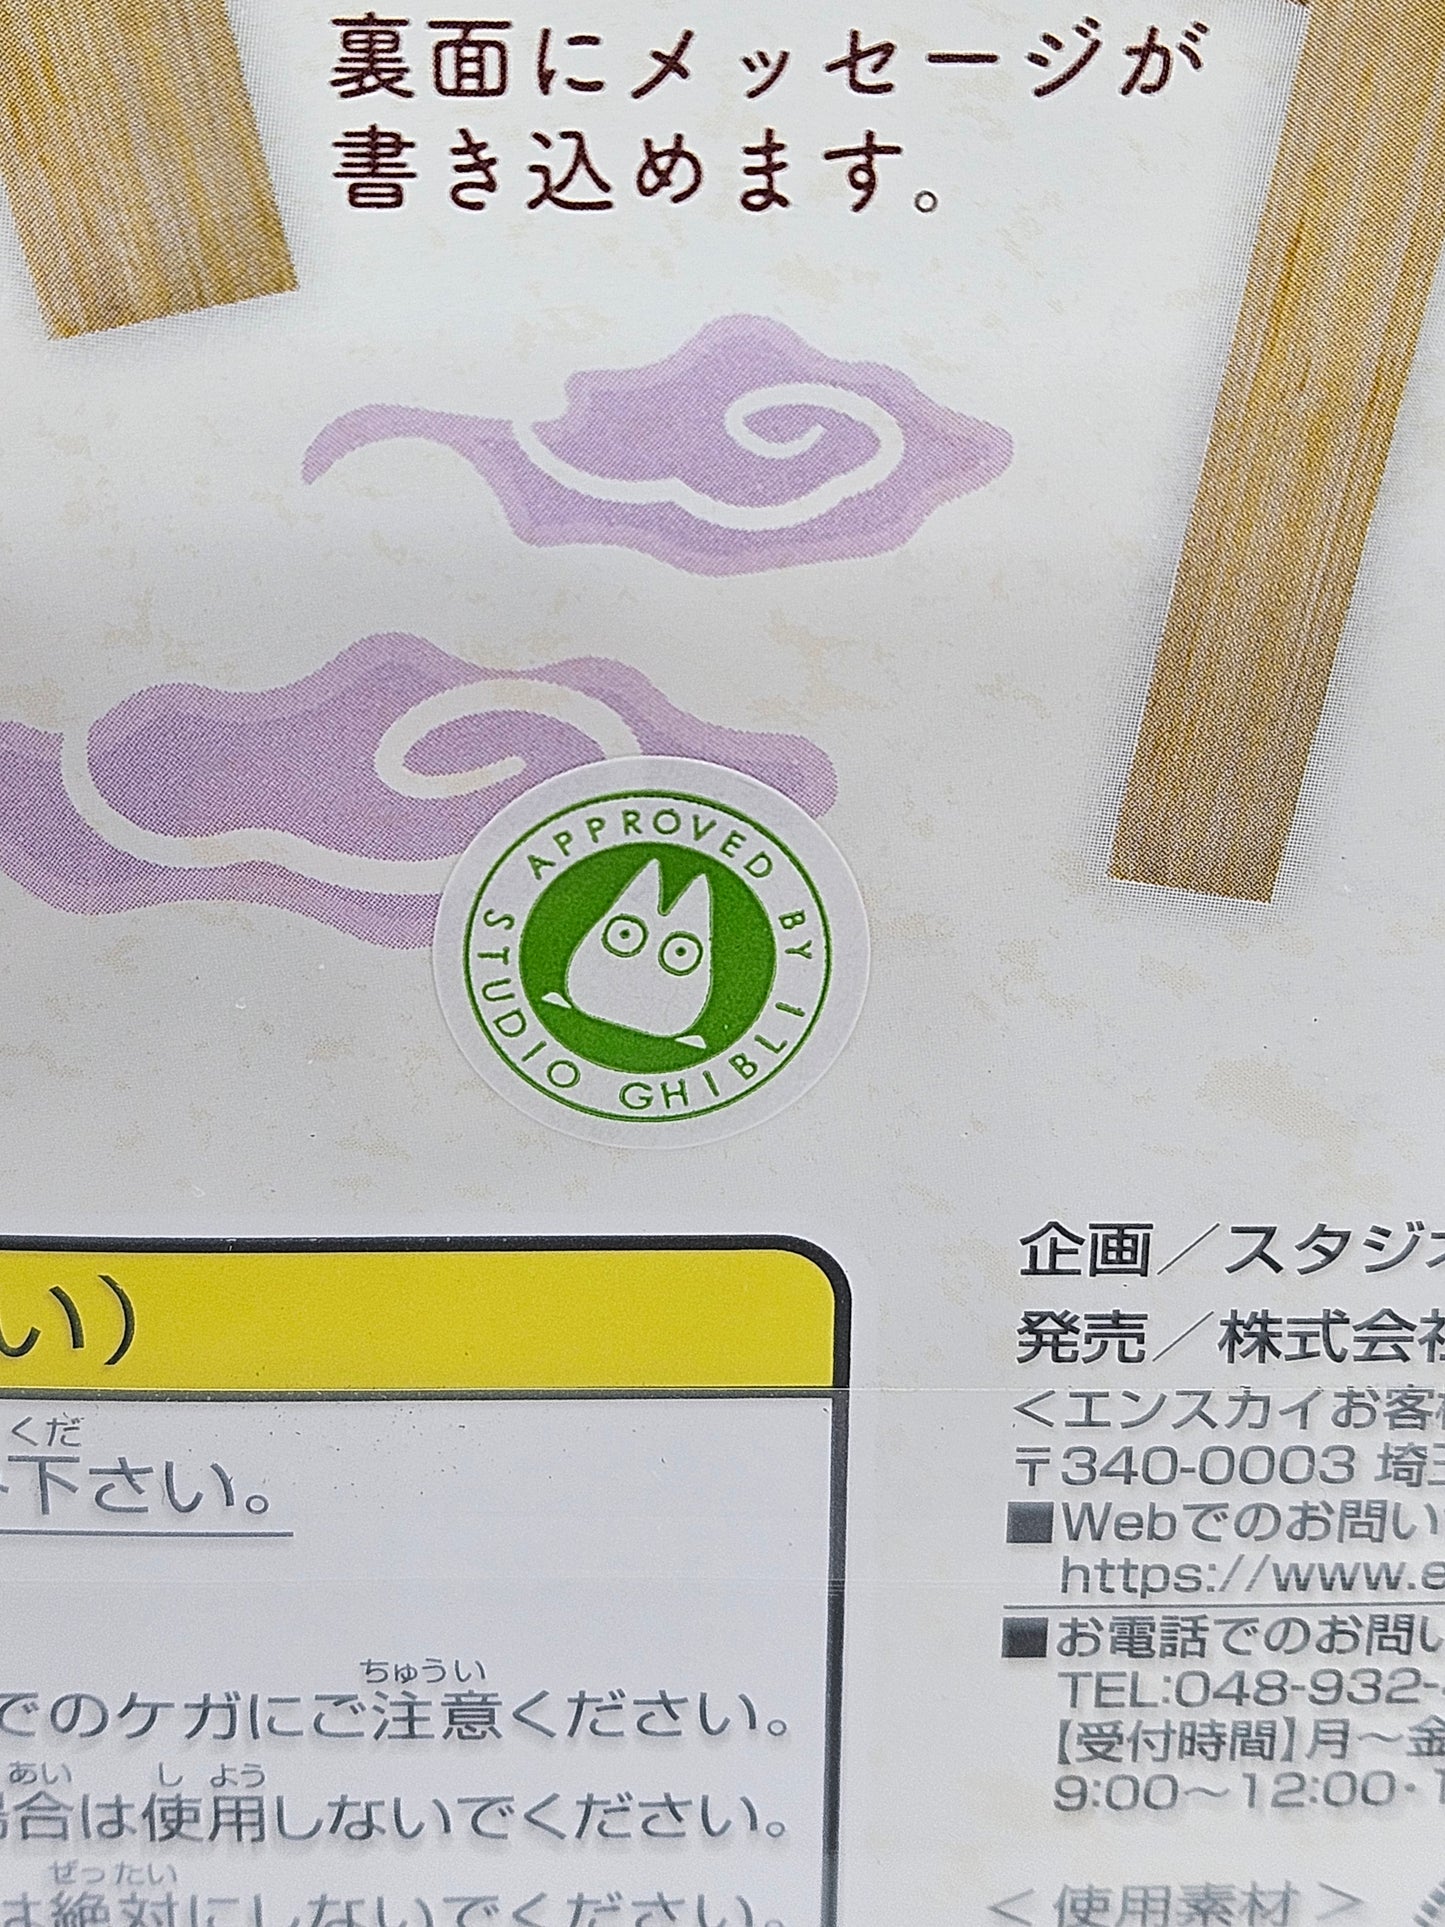 裏面にメッセージが
書き込めます。
APPROVED BY
STUDIO GHIBLI
い）
くだ
下さい。
ちゅうい
でのケガにご注意ください。
あい しよう
場合は使用しないでください。
ぜったい
は絶対にしないでください。
企画／スタジオ
発売／株式会社
＜エンスカイお客様
〒340-0003 埼玉
■Webでのお問い
https://www.e
■お電話でのお問い
TEL:048-932-
【受付時間】月～金
9:00～12:00・1
＜使用素材＞